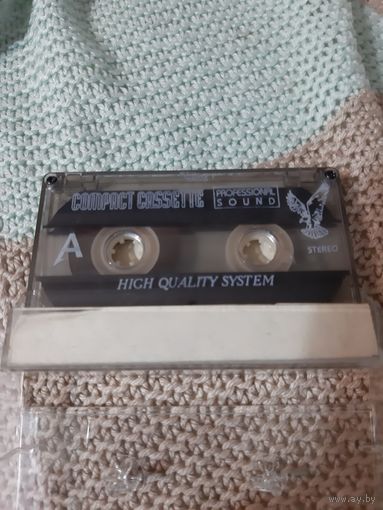 COMPACT CASSETTE
PROFESSIONAL
SOUND
A
STEREO
HIGH QUALITY SYSTEM
www.ay.by